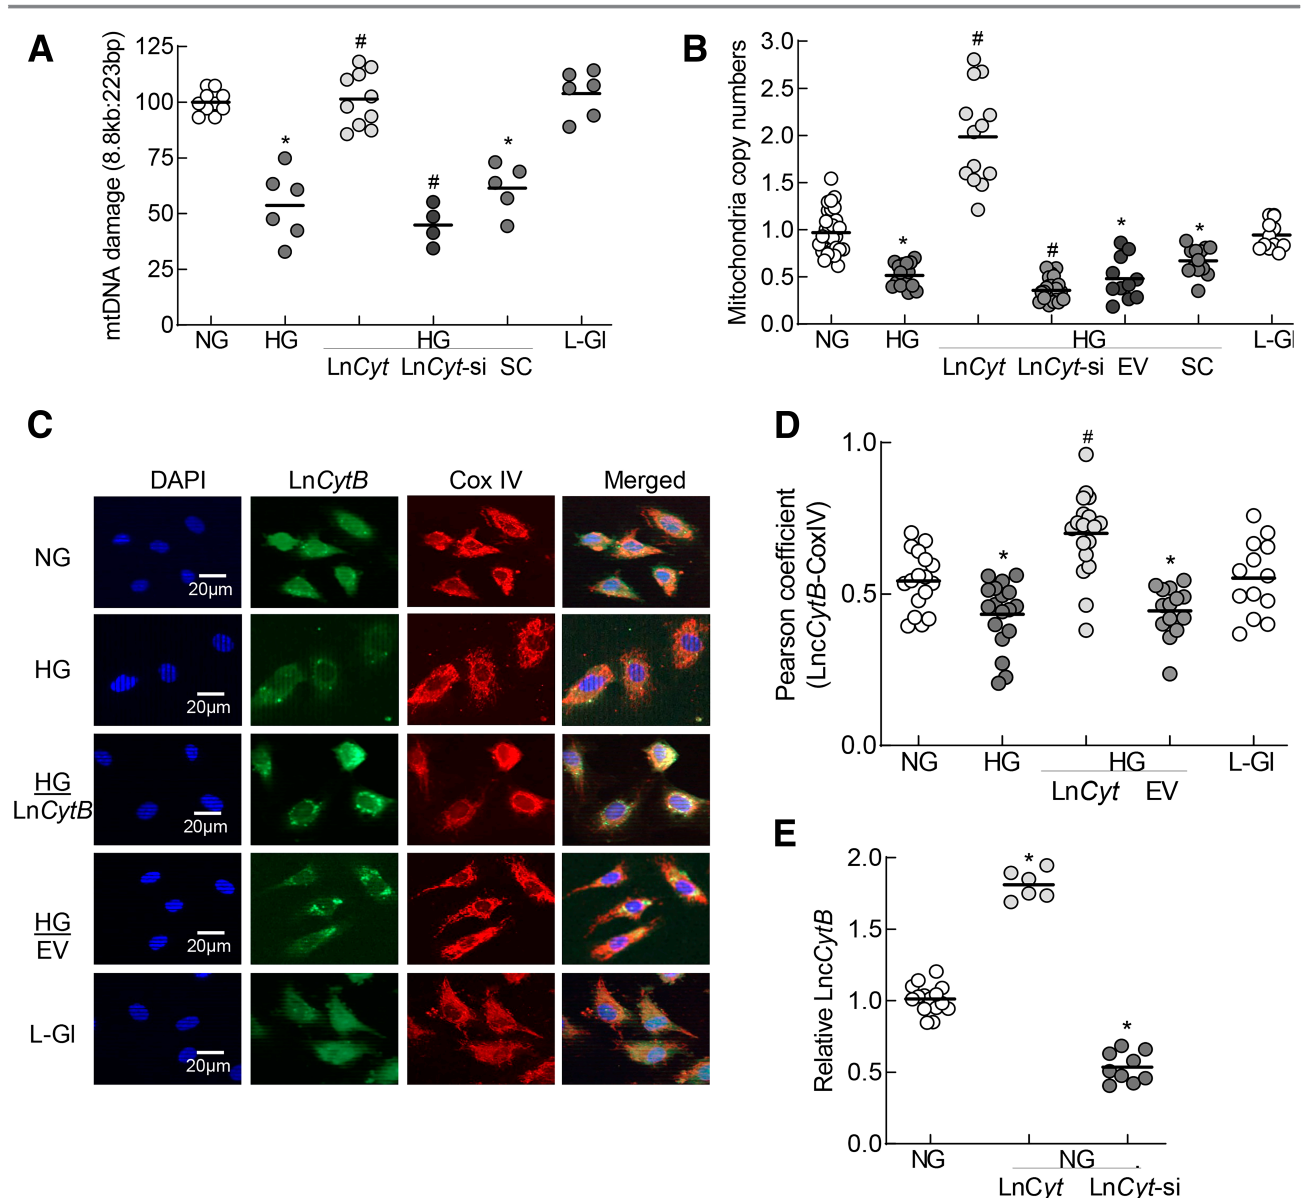 A
mtDNA damage (8.8kb:223bp)
125
100
75
50
25
0
#
*
#
*
NG HG HG L-Gl
LnCyt LnCyt-si SC
B
Mitochondria copy numbers
3.0
2.5
2.0
1.5
1.0
0.5
0.0
#
*
#
*
*
NG HG HG L-Gl
LnCyt LnCyt-si EV SC
C
DAPI LnCytB Cox IV Merged
NG
20μm
HG
20μm
HG
LnCytB
20μm
HG
EV
20μm
L-Gl
20μm
D
Pearson coefficient
(LncCytB-CoxIV)
1.0
0.5
0.0
#
*
*
NG HG HG L-Gl
LnCyt EV
E
Relative LncCytB
2.0
1.5
1.0
0.5
0.0
*
*
NG NG
LnCyt LnCyt-si